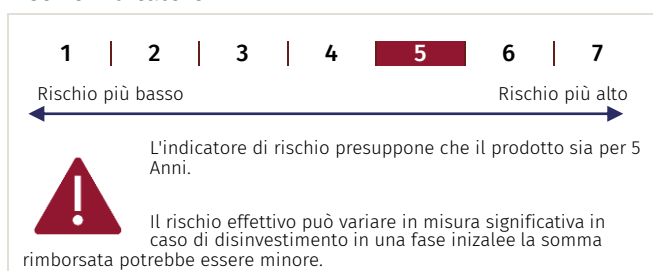 1 2 3 4 5 6 7
Rischio più basso Rischio più alto
L'indicatore di rischio presuppone che il prodotto sia per 5
Anni.
Il rischio effettivo può variare in misura significativa in
caso di disinvestimento in una fase inizalee la somma
rimborsata potrebbe essere minore.